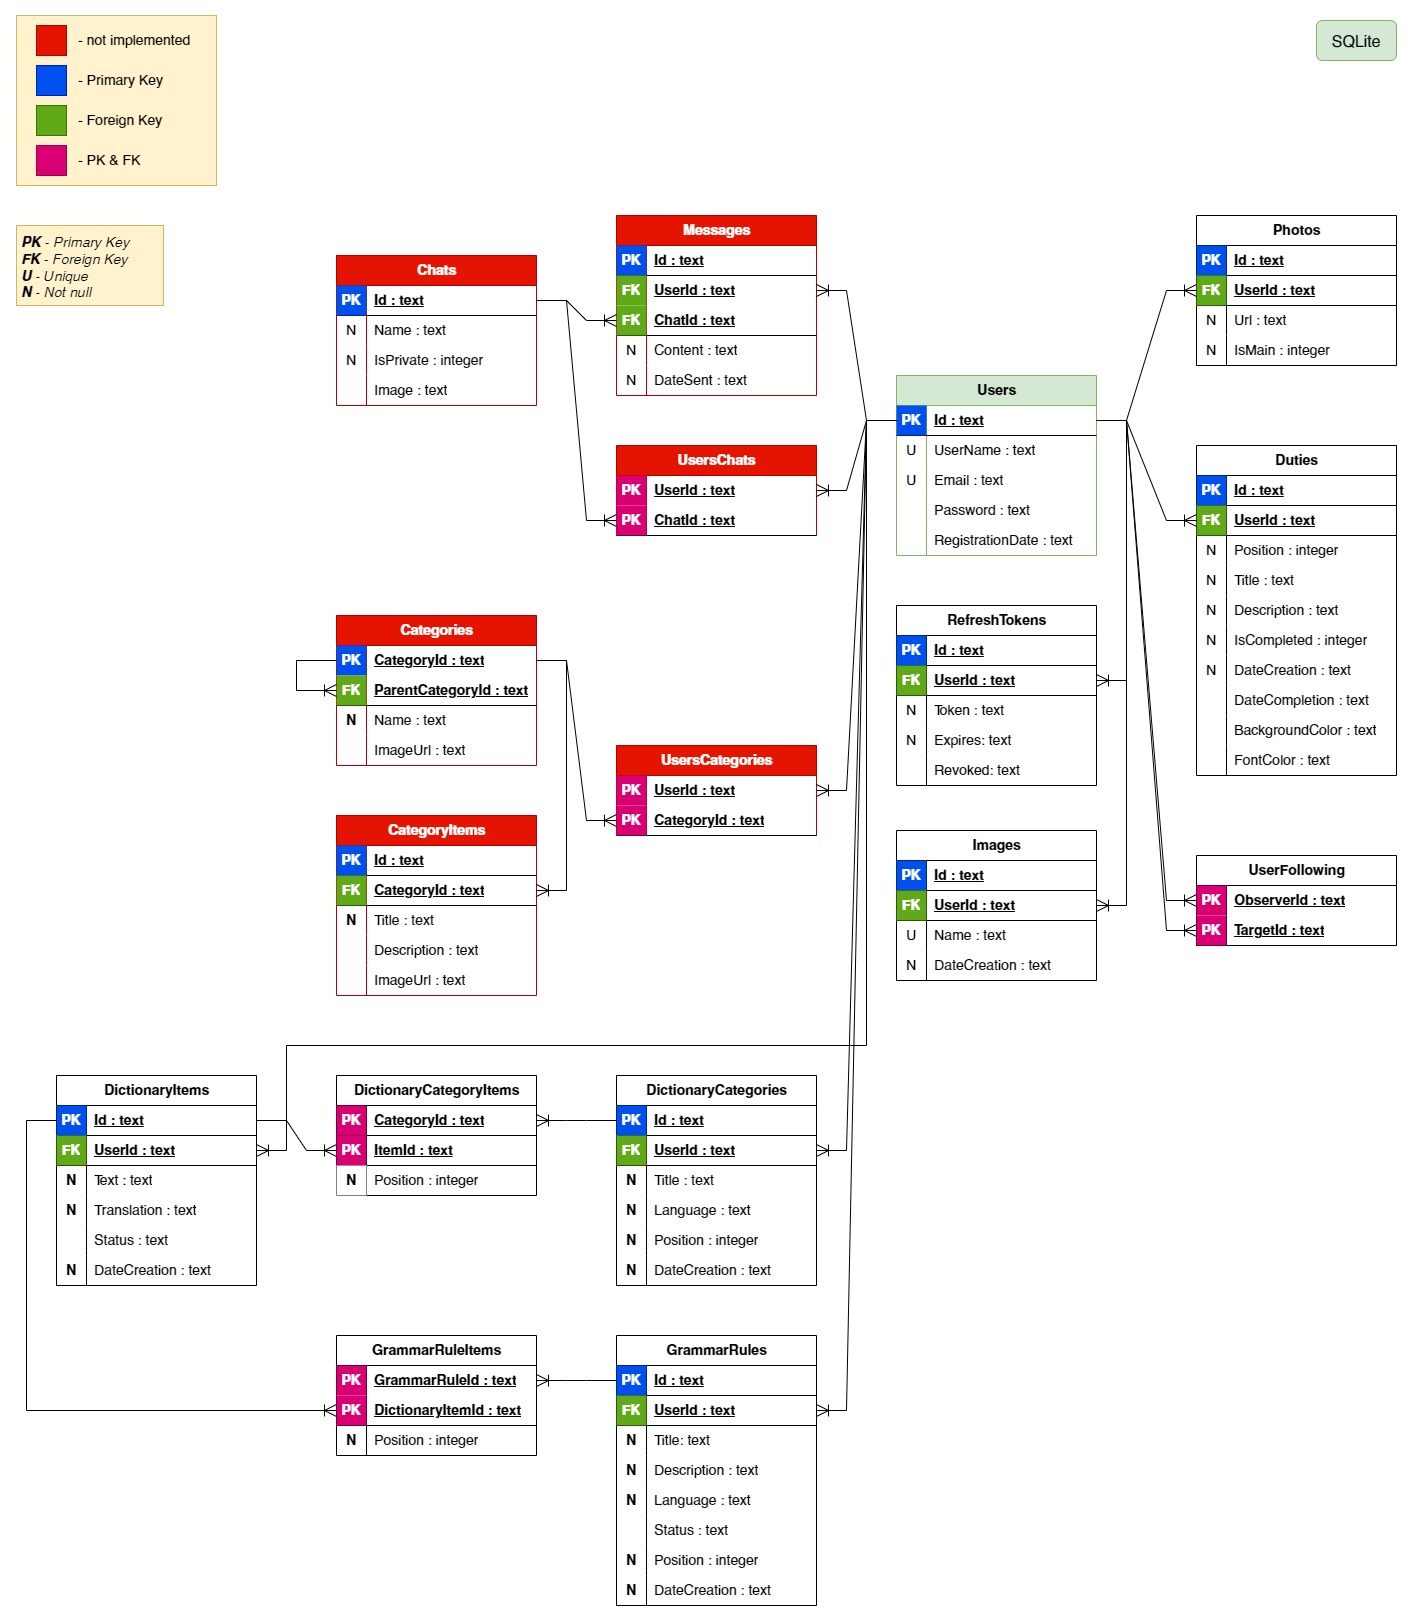 - not implemented
- Primary Key
- Foreign Key
- PK & FK
SQLite
PK - Primary Key
FK - Foreign Key
U - Unique
N - Not null
Chats
PK Id : text
N Name : text
N IsPrivate : integer
Image : text
Messages
PK Id : text
FK UserId : text
FK ChatId : text
N Content : text
N DateSent : text
UsersChats
PK UserId : text
PK ChatId : text
Users
PK Id : text
U UserName : text
U Email : text
Password : text
RegistrationDate : text
Photos
PK Id : text
FK UserId : text
N Url : text
N IsMain : integer
Duties
PK Id : text
FK UserId : text
N Position : integer
N Title : text
N Description : text
N IsCompleted : integer
N DateCreation : text
DateCompletion : text
BackgroundColor : text
FontColor : text
RefreshTokens
PK Id : text
FK UserId : text
N Token : text
N Expires: text
Revoked: text
Categories
PK CategoryId : text
FK ParentCategoryId : text
N Name : text
ImageUrl : text
UsersCategories
PK UserId : text
PK CategoryId : text
CategoryItems
PK Id : text
FK CategoryId : text
N Title : text
Description : text
ImageUrl : text
Images
PK Id : text
FK UserId : text
U Name : text
N DateCreation : text
UserFollowing
PK ObserverId : text
PK TargetId : text
DictionaryItems
PK Id : text
FK UserId : text
N Text : text
N Translation : text
Status : text
N DateCreation : text
DictionaryCategoryItems
PK CategoryId : text
PK ItemId : text
N Position : integer
DictionaryCategories
PK Id : text
FK UserId : text
N Title : text
N Language : text
N Position : integer
N DateCreation : text
GrammarRuleItems
PK GrammarRuleId : text
PK DictionaryItemId : text
N Position : integer
GrammarRules
PK Id : text
FK UserId : text
N Title: text
N Description : text
N Language : text
Status : text
N Position : integer
N DateCreation : text